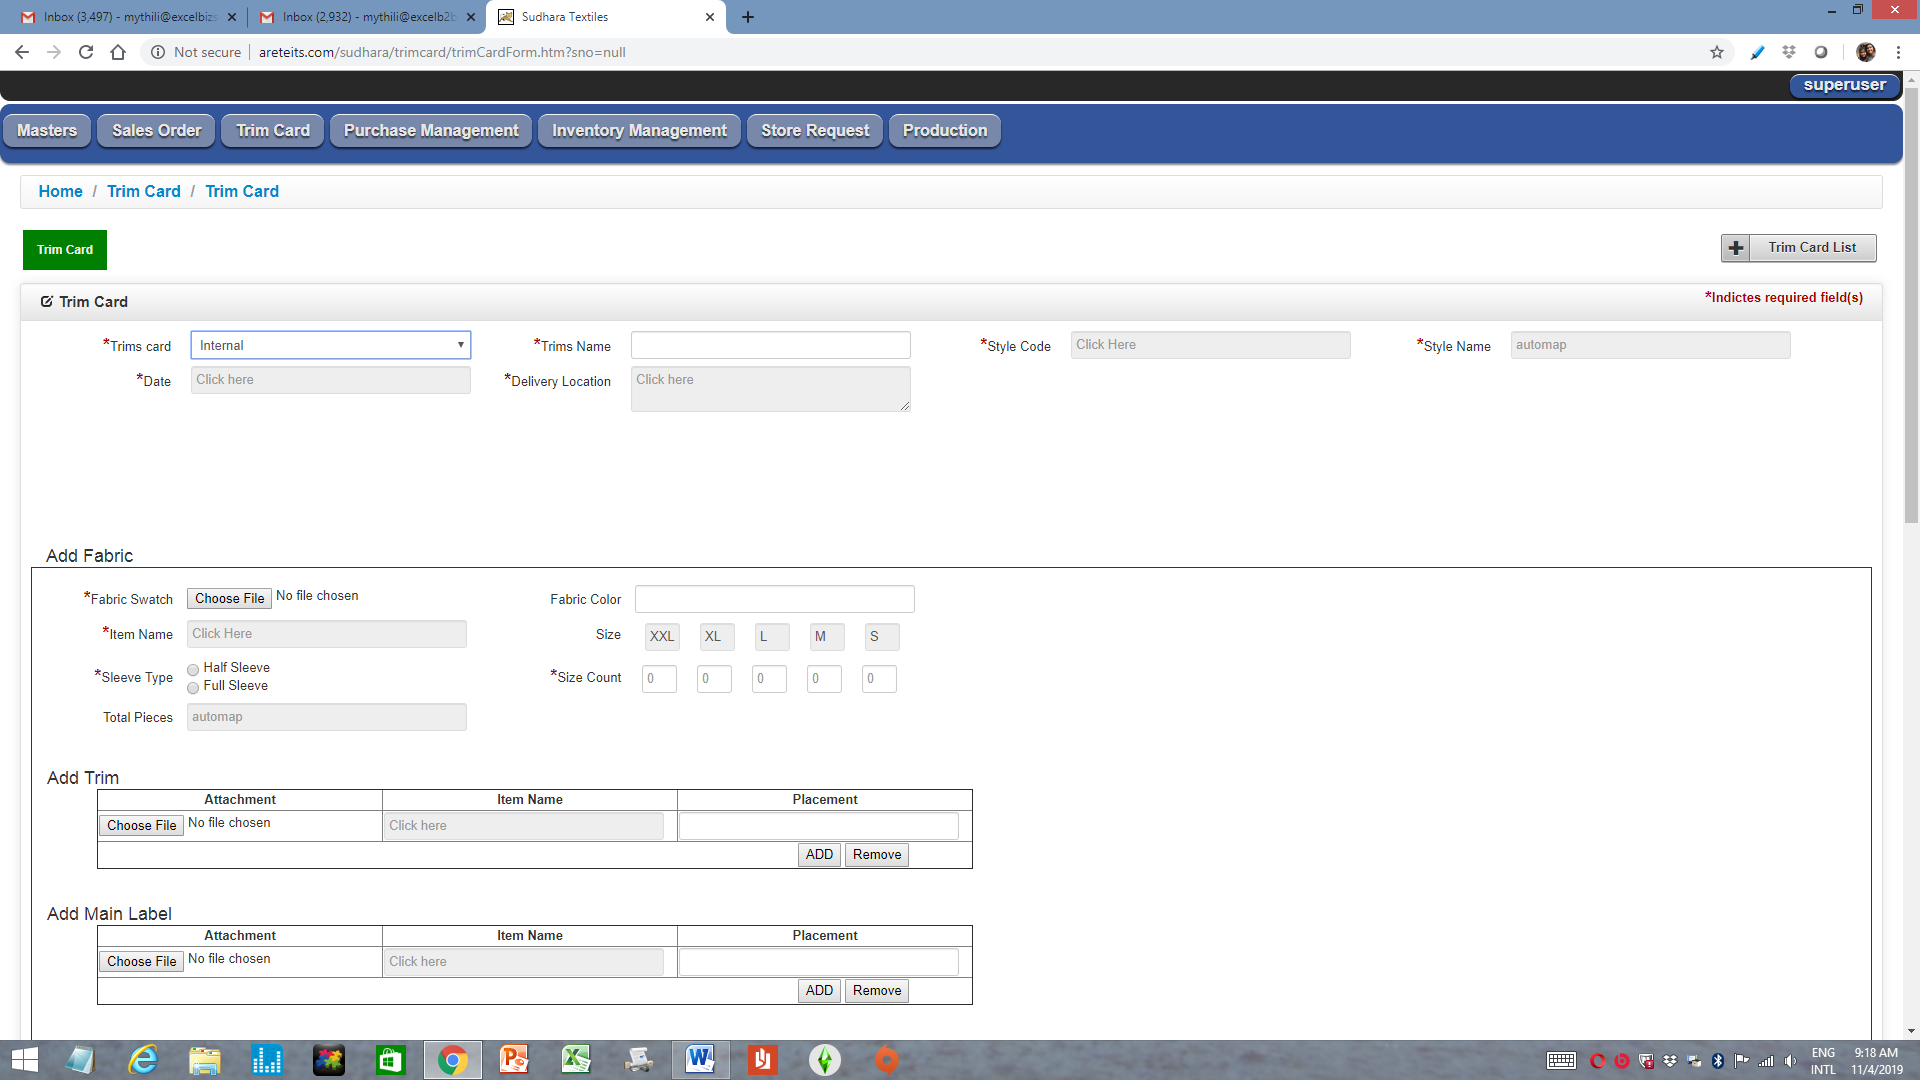 Inbox (3,497) - mythili@excelbizs
Inbox (2,932) - mythili@excelb2b
Sudhara Textiles
Not secure
areteits.com/sudhara/trimcard/trimCardForm.htm?sno=null
superuser
Masters
Sales Order
Trim Card
Purchase Management
Inventory Management
Store Request
Production
Home / Trim Card / Trim Card
Trim Card
Trim Card List
Trim Card
*Indictes required field(s)
*Trims card
Internal
*Trims Name
*Style Code
Click Here
*Style Name
automap
*Date
Click here
*Delivery Location
Click here
Add Fabric
*Fabric Swatch
Choose File No file chosen
Fabric Color
*Item Name
Click Here
Size
XXL XL L M S
*Sleeve Type
Half Sleeve
Full Sleeve
*Size Count
0 0 0 0 0
Total Pieces
automap
Add Trim
Attachment Item Name Placement
Choose File No file chosen
Click here
ADD Remove
Add Main Label
Attachment Item Name Placement
Choose File No file chosen
Click here
ADD Remove
ENG
INTL
9:18 AM
11/4/2019